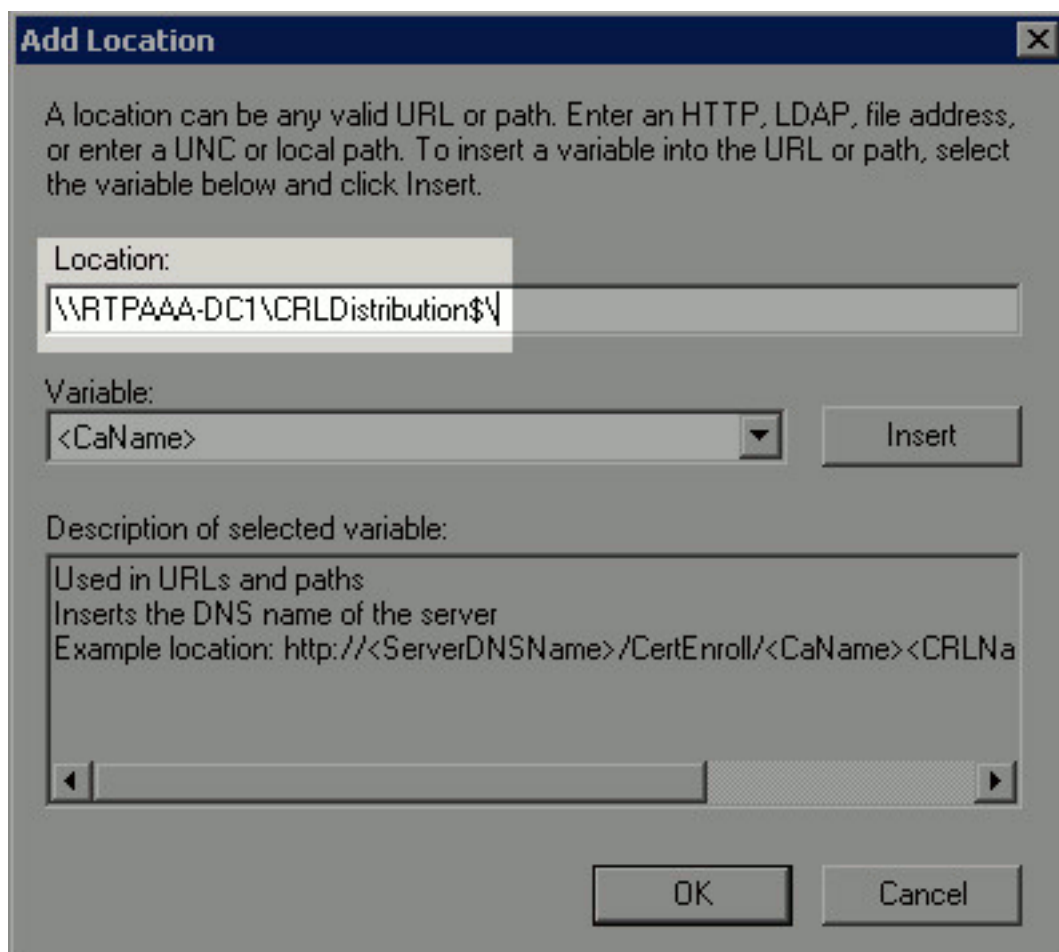 Add Location
A location can be any valid URL or path. Enter an HTTP, LDAP, file address,
or enter a UNC or local path. To insert a variable into the URL or path, select
the variable below and click Insert.
Location:
\\RTPAAA-DC1\CRLDistribution$\
Variable:
<CaName>
Insert
Description of selected variable:
Used in URLs and paths
Inserts the DNS name of the server
Example location: http://<ServerDNSName>/CertEnroll/<CaName><CRLNa
OK
Cancel